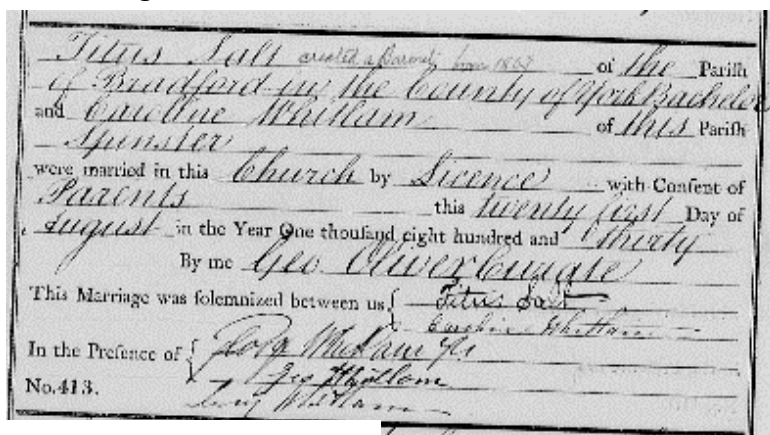 Titus Salt created a Baronet 1869 of the Parish
of Bradford in the County of York Bachelor
and Caroline Whitlam of this Parish
Spinster
were married in this Church by Licence with Consent of
Parents this twenty first Day of
August in the Year One thousand eight hundred and thirty
By me Geo. Oliver Curate
This Marriage was solemnized between us { Titus Salt
Caroline Whitlam
In the Presence of { Whitlam
Geo Whitlam
No.413. Whitlam